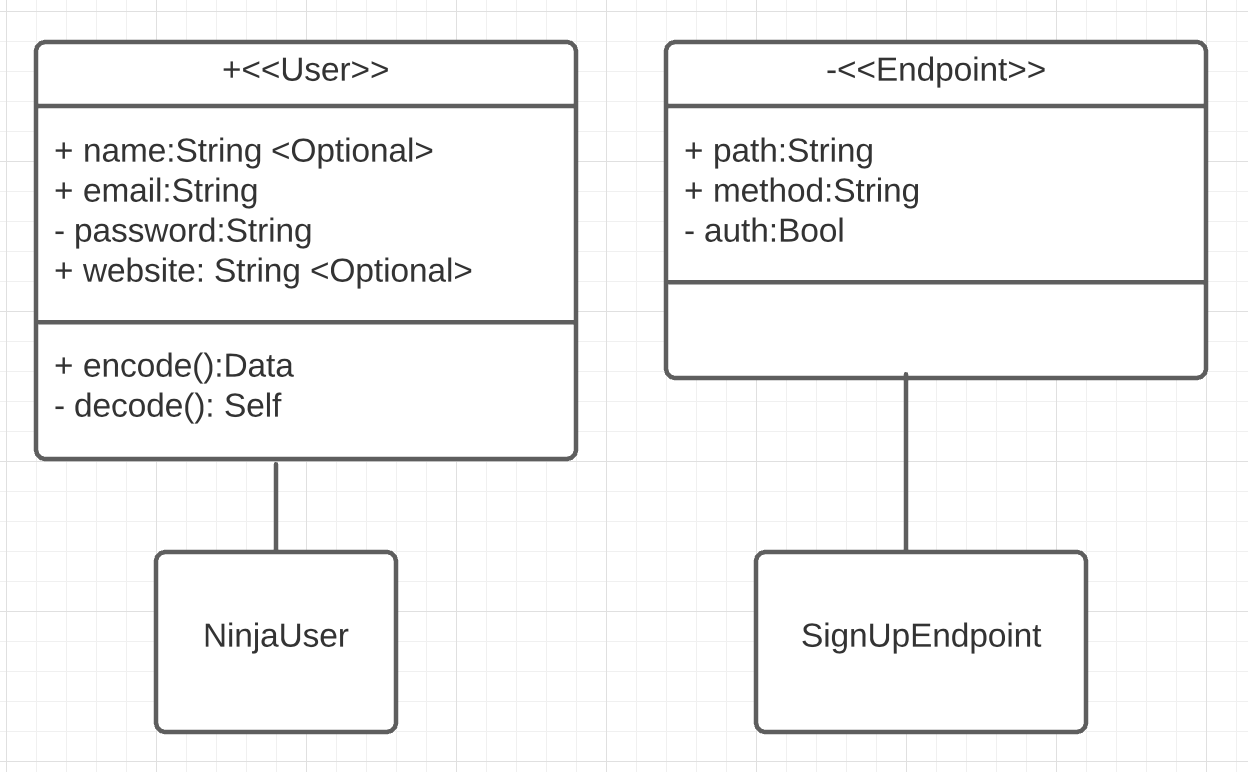 +<<User>>
+ name:String <Optional>
+ email:String
- password:String
+ website: String <Optional>
+ encode():Data
- decode(): Self
NinjaUser
-<<Endpoint>>
+ path:String
+ method:String
- auth:Bool
SignUpEndpoint